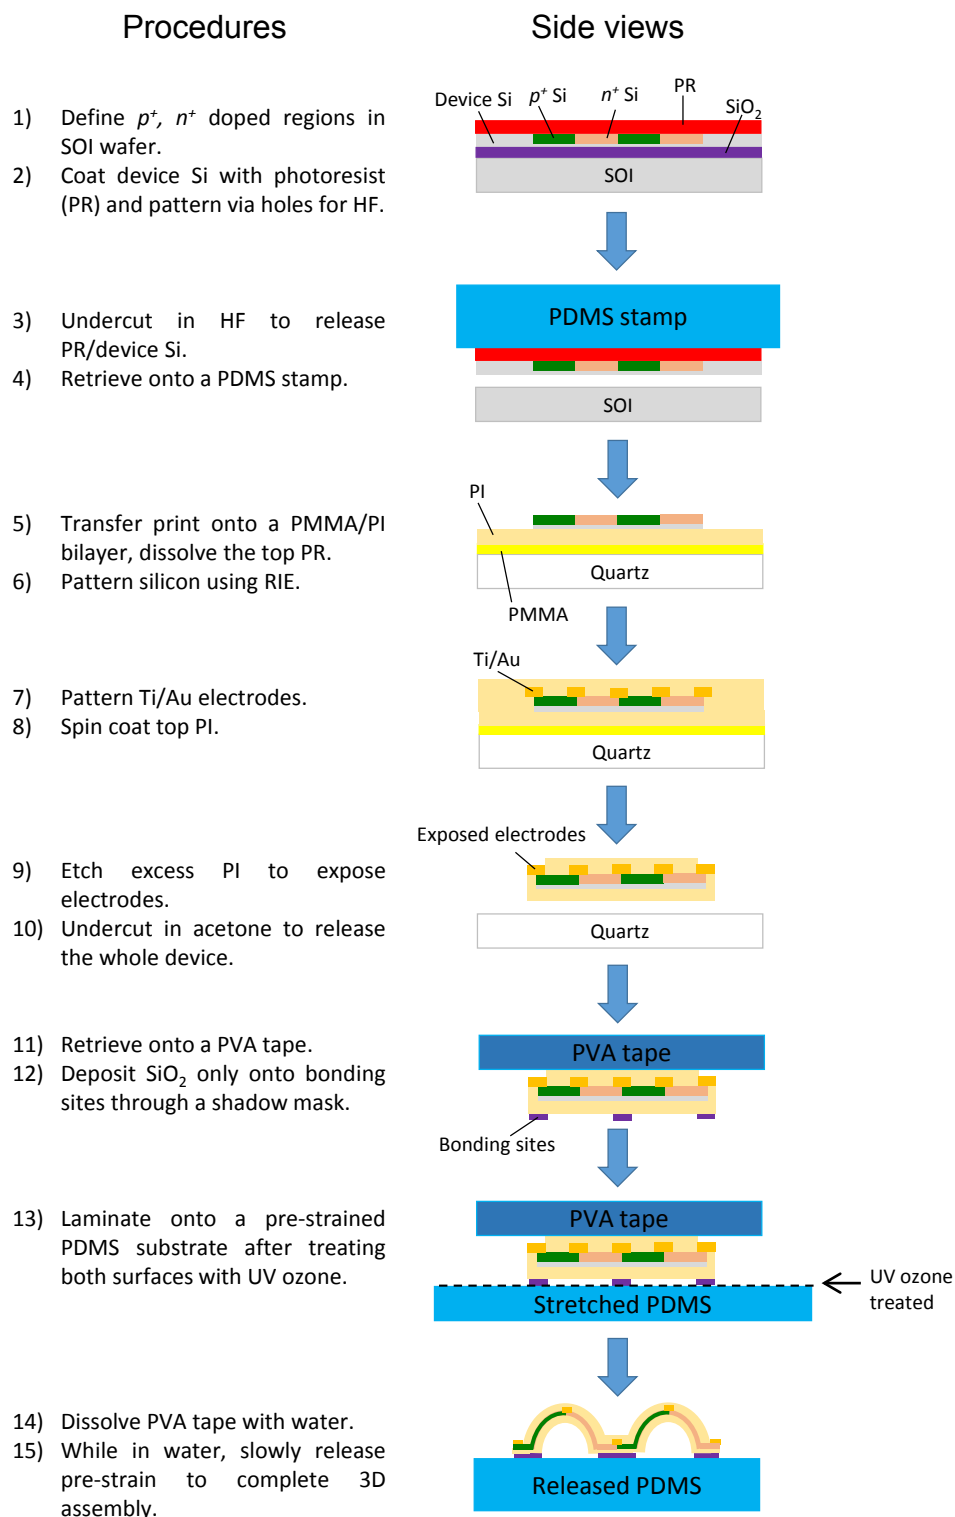 Procedures
Side views
1) Define p+, n+ doped regions in
SOI wafer.
2) Coat device Si with photoresist
(PR) and pattern via holes for HF.
Device Si
p+ Si
n+ Si
PR
SiO2
SOI
3) Undercut in HF to release
PR/device Si.
4) Retrieve onto a PDMS stamp.
PDMS stamp
SOI
5) Transfer print onto a PMMA/PI
bilayer, dissolve the top PR.
6) Pattern silicon using RIE.
PI
Quartz
PMMA
7) Pattern Ti/Au electrodes.
8) Spin coat top PI.
Ti/Au
Quartz
9) Etch excess PI to expose
electrodes.
10) Undercut in acetone to release
the whole device.
Exposed electrodes
Quartz
11) Retrieve onto a PVA tape.
12) Deposit SiO2 only onto bonding
sites through a shadow mask.
PVA tape
Bonding sites
13) Laminate onto a pre-strained
PDMS substrate after treating
both surfaces with UV ozone.
PVA tape
Stretched PDMS
UV ozone
treated
14) Dissolve PVA tape with water.
15) While in water, slowly release
pre-strain to complete 3D
assembly.
Released PDMS